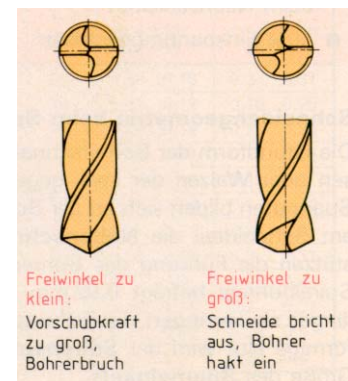 Freiwinkel zu
klein:
Vorschubkraft
zu groß,
Bohrerbruch
Freiwinkel zu
groß:
Schneide bricht
aus, Bohrer
hakt ein